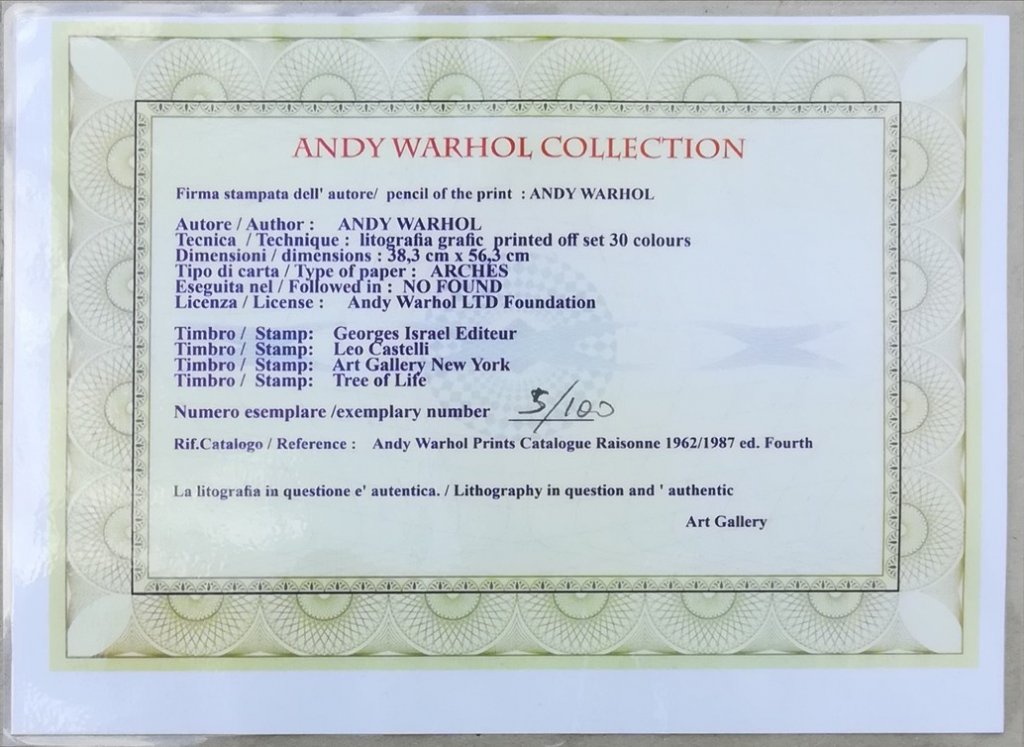 ANDY WARHOL COLLECTION
Firma stampata dell' autore/ pencil of the print : ANDY WARHOL
Autore / Author : ANDY WARHOL
Tecnica / Technique : litografia grafic printed off set 30 colours
Dimensioni / dimensions : 38,3 cm x 56,3 cm
Tipo di carta / Type of paper : ARCHES
Eseguita nel / Followed in : NO FOUND
Licenza / License : Andy Warhol LTD Foundation
Timbro / Stamp: Georges Israel Editeur
Timbro / Stamp: Leo Castelli
Timbro / Stamp: Art Gallery New York
Timbro / Stamp: Tree of Life
Numero esemplare /exemplary number 5/100
Rif.Catalogo / Reference : Andy Warhol Prints Catalogue Raisonne 1962/1987 ed. Fourth
La litografia in questione e' autentica. / Lithography in question and ' authentic
Art Gallery